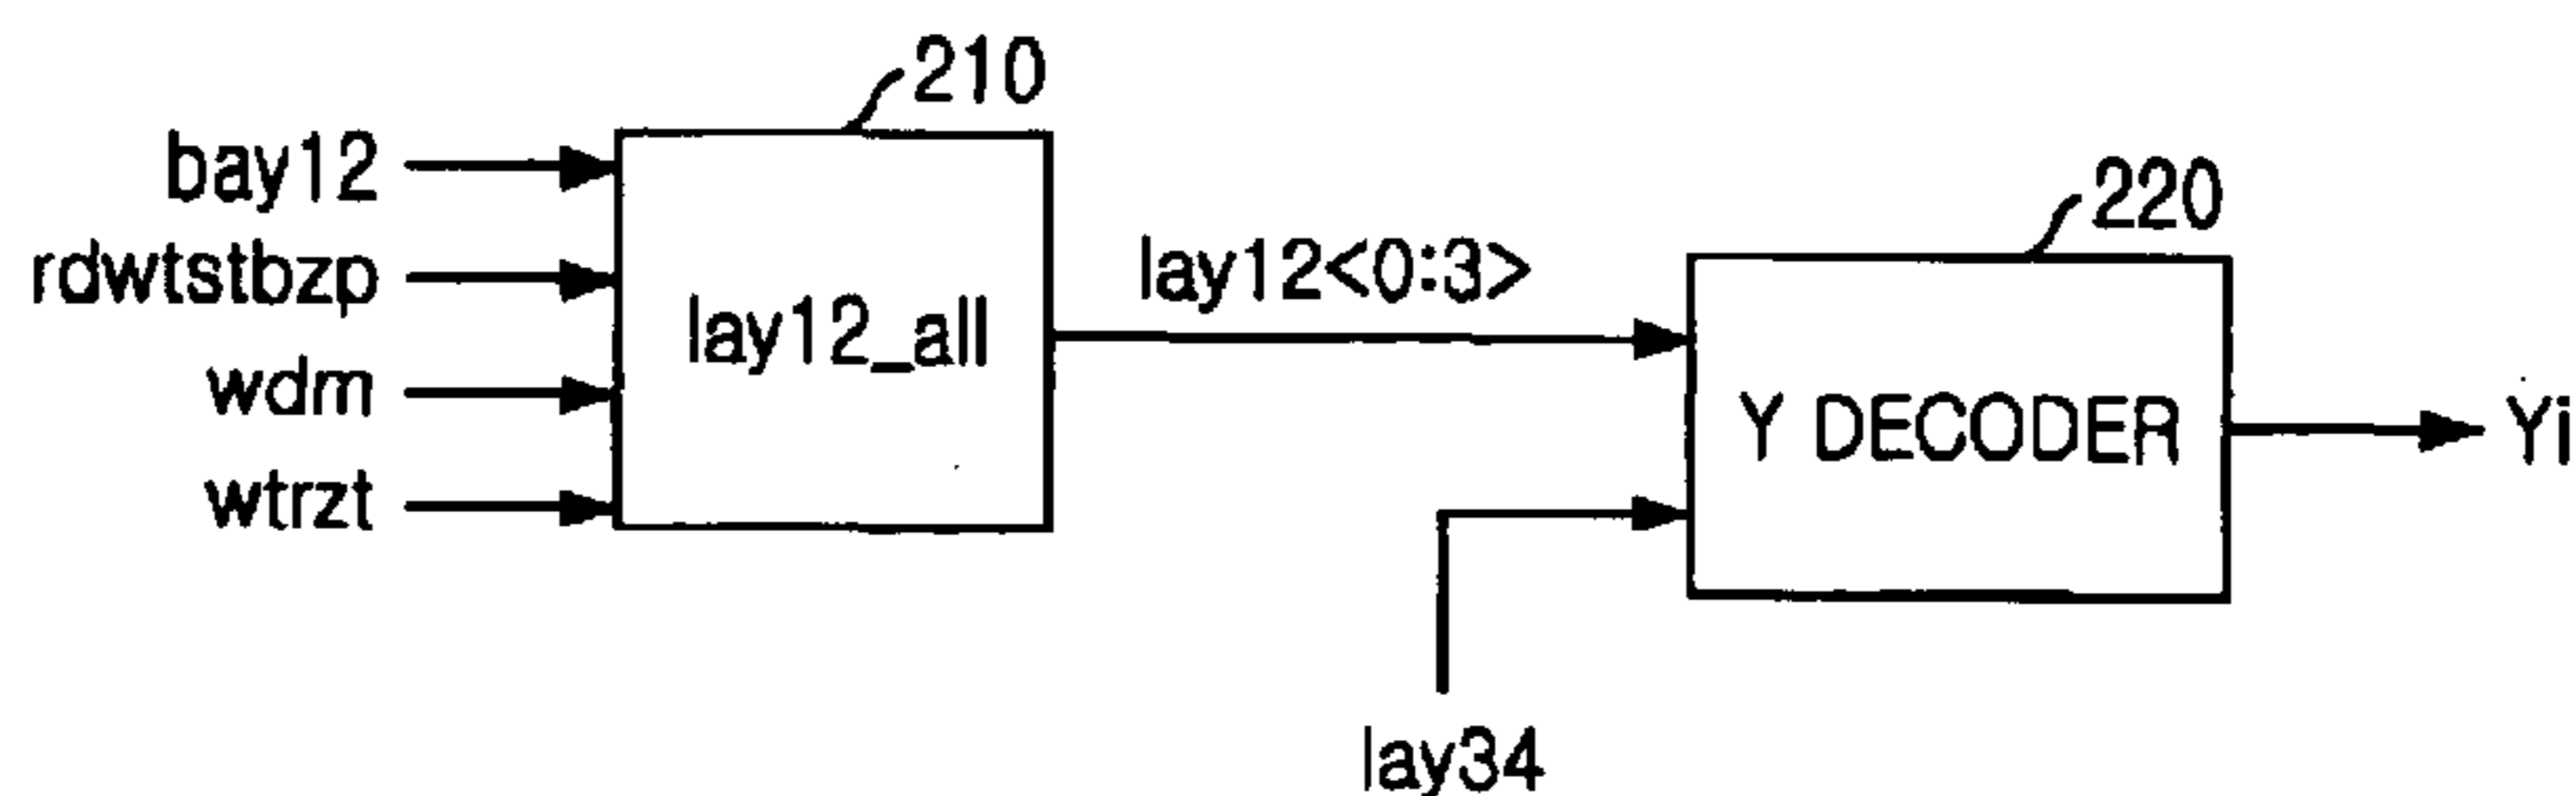 210
bay12
rdwtstbzp
wdm
wtrzt
lay12_all
lay12<0:3>
220
Y DECODER
Yi
lay34